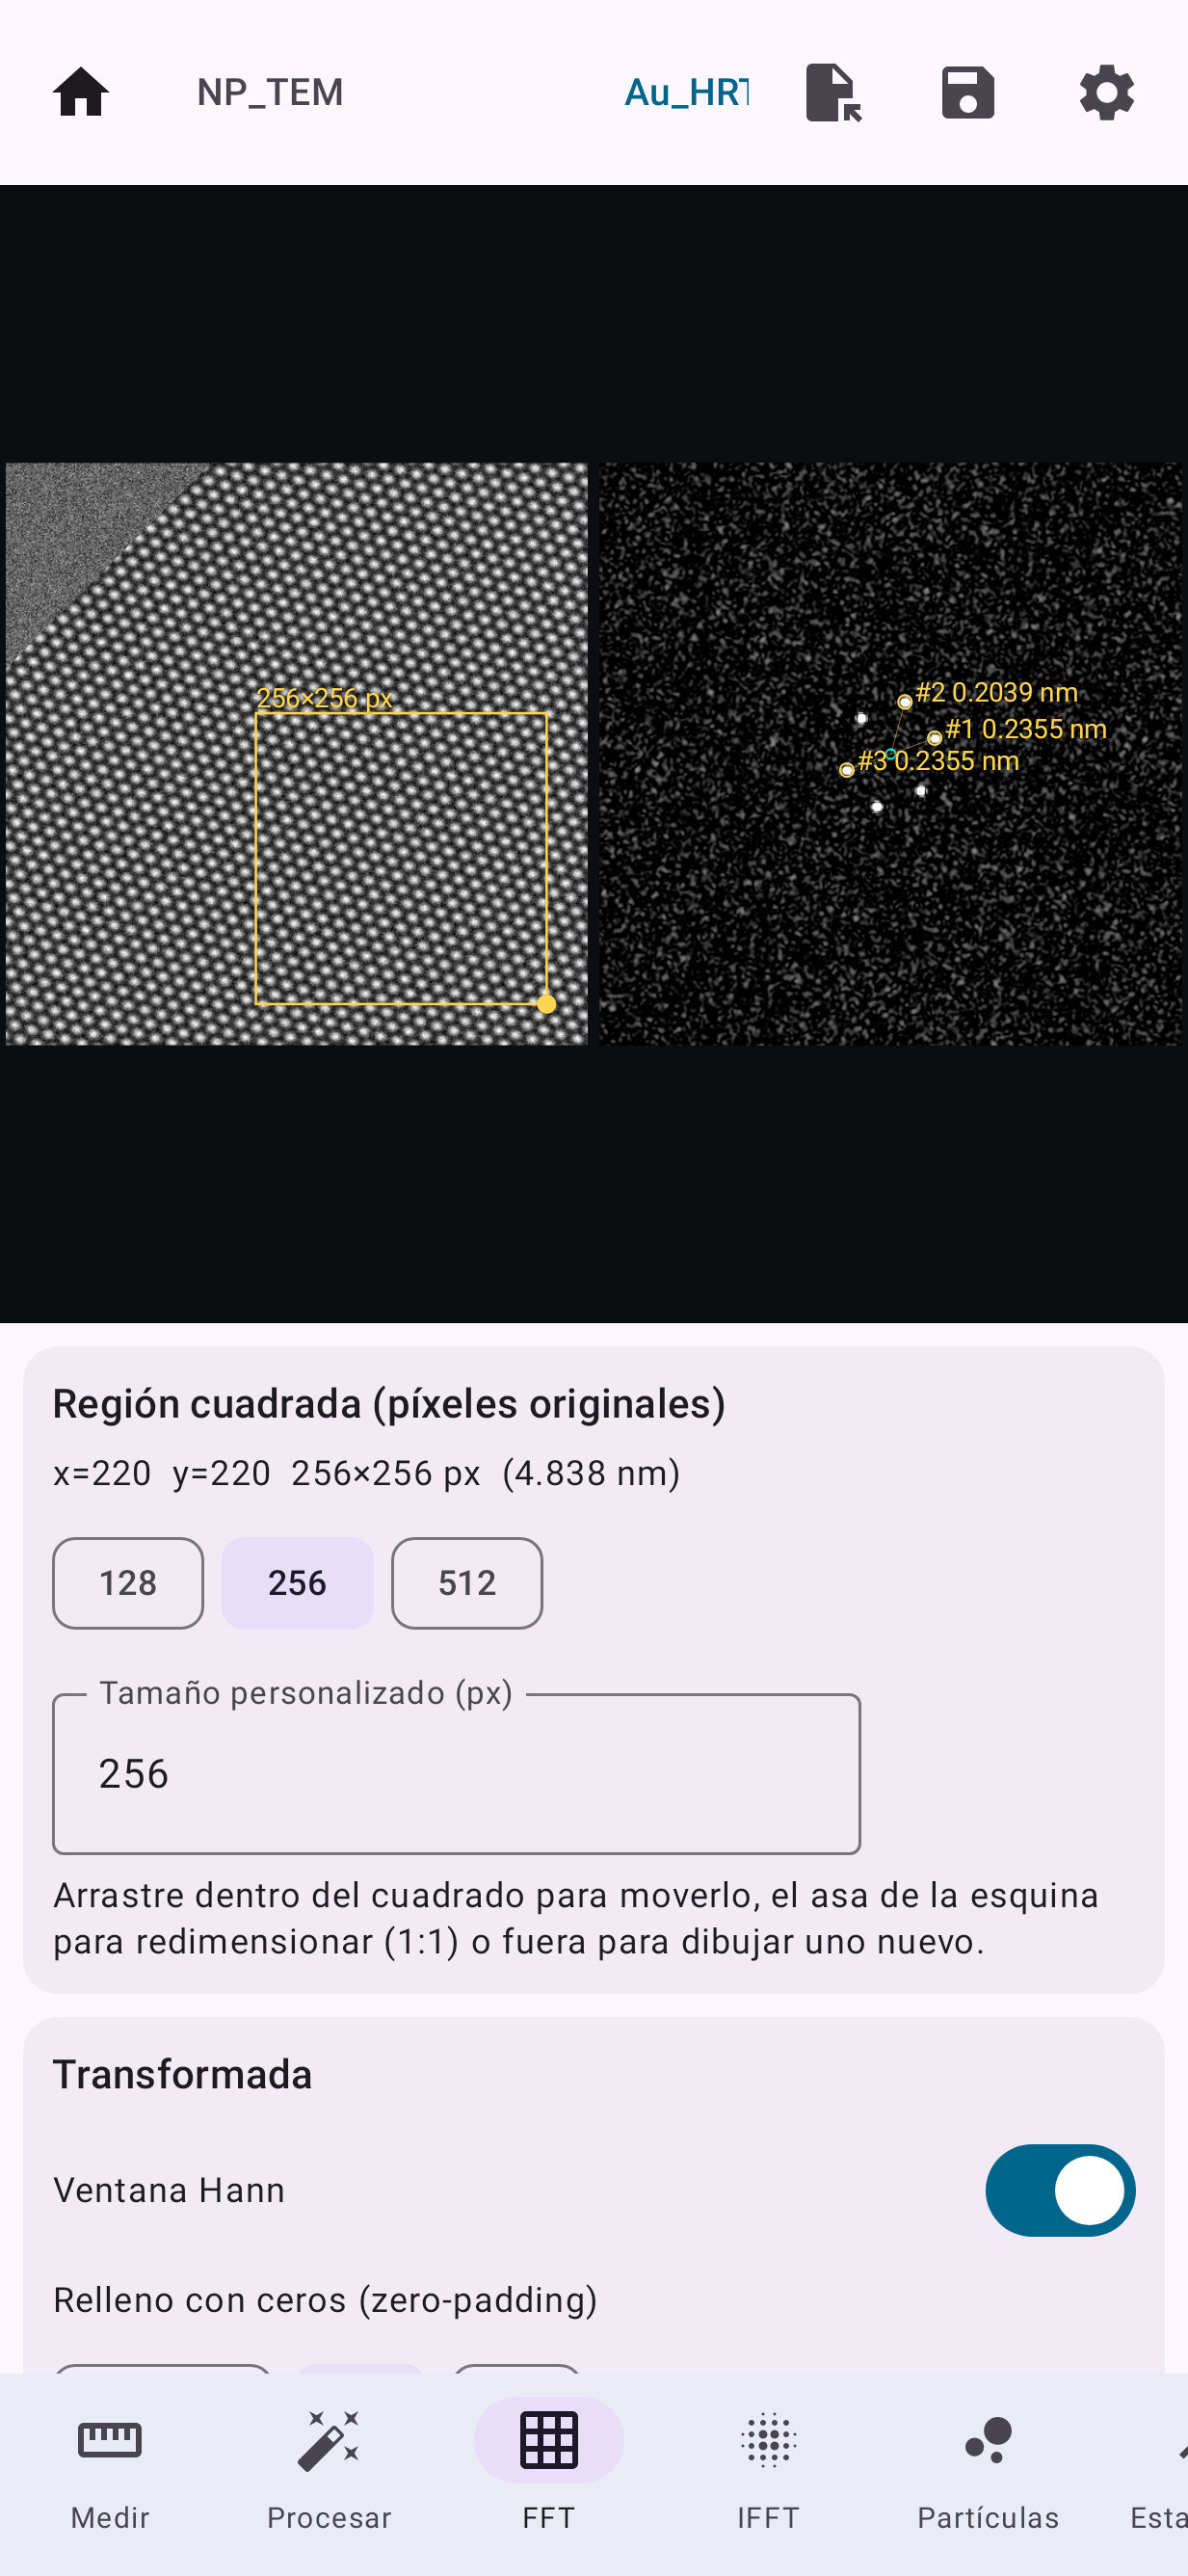 NP_TEM
Au_HRT
256×256 px
#2 0.2039 nm
#1 0.2355 nm
#3 0.2355 nm
Región cuadrada (píxeles originales)
x=220 y=220 256×256 px (4.838 nm)
128 256 512
Tamaño personalizado (px)
256
Arrastre dentro del cuadrado para moverlo, el asa de la esquina
para redimensionar (1:1) o fuera para dibujar uno nuevo.
Transformada
Ventana Hann
Relleno con ceros (zero-padding)
Medir Procesar FFT IFFT Partículas Esta